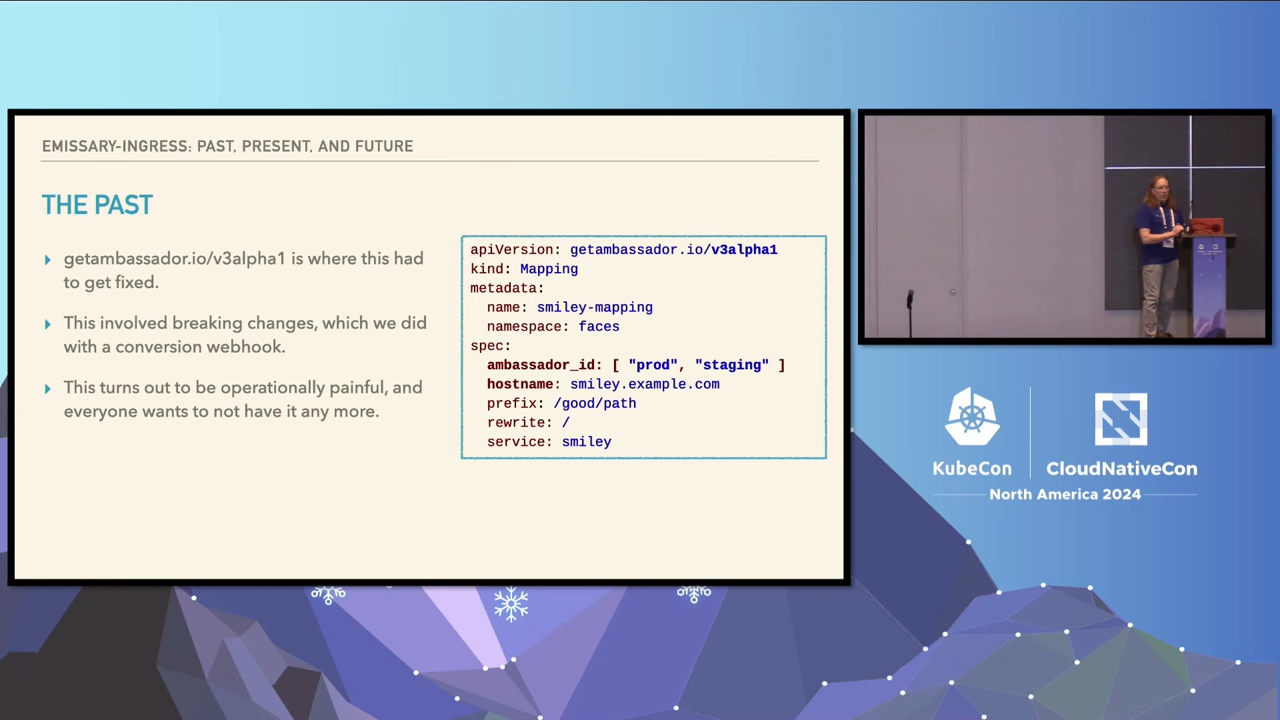 EMISSARY-INGRESS: PAST, PRESENT, AND FUTURE
THE PAST
getambassador.io/v3alpha1 is where this had
to get fixed.
This involved breaking changes, which we did
with a conversion webhook.
This turns out to be operationally painful, and
everyone wants to not have it any more.
apiVersion: getambassador.io/v3alpha1
kind: Mapping
metadata:
  name: smiley-mapping
  namespace: faces
spec:
  ambassador_id: [ "prod", "staging" ]
  hostname: smiley.example.com
  prefix: /good/path
  rewrite: /
  service: smiley
KubeCon
CloudNativeCon
North America 2024